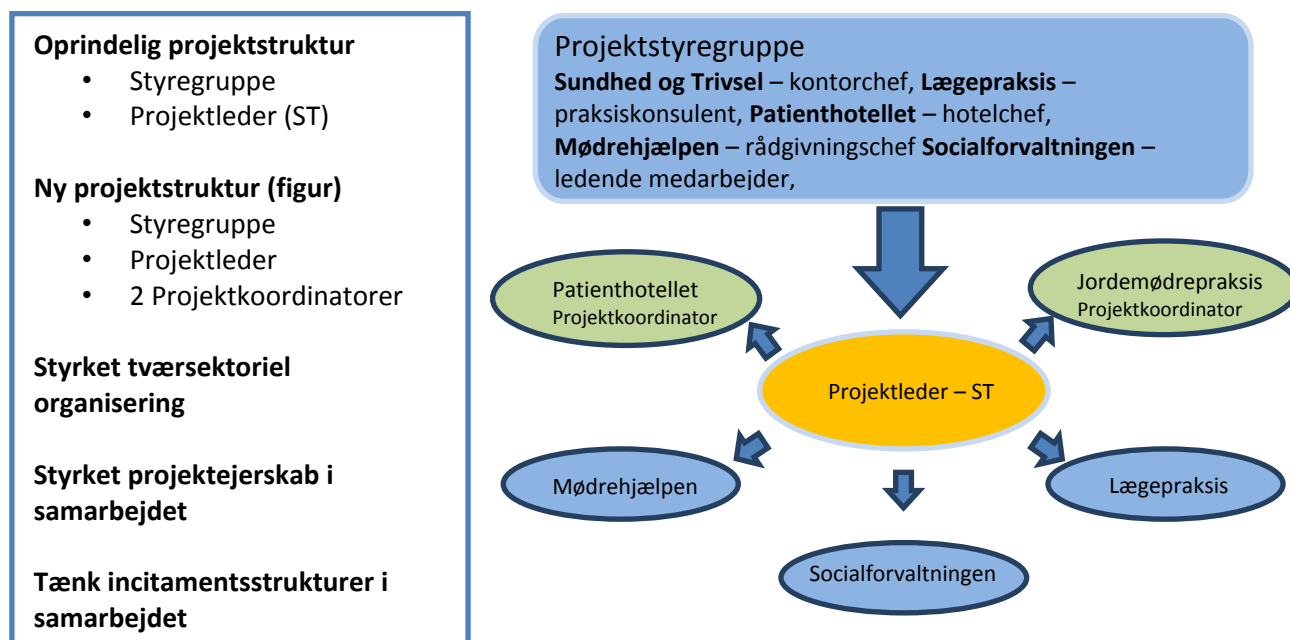 Oprindelig projektstruktur
• Styregruppe
• Projektleder (ST)
Ny projektstruktur (figur)
• Styregruppe
• Projektleder
• 2 Projektkoordinatorer
Styrket tværsektoriel
organisering
Styrket projektejerskab i
samarbejdet
Tænk incitamentsstrukturer i
samarbejdet
Projektstyregruppe
Sundhed og Trivsel – kontorchef, Lægepraksis –
praksiskonsulent, Patienthotellet – hotelchef,
Mødrehjælpen – rådgivningschef Socialforvaltningen –
ledende medarbejder,
Patienthotellet
Projektkoordinator
Jordemødrepraksis
Projektkoordinator
Projektleder – ST
Mødrehjælpen
Lægepraksis
Socialforvaltningen